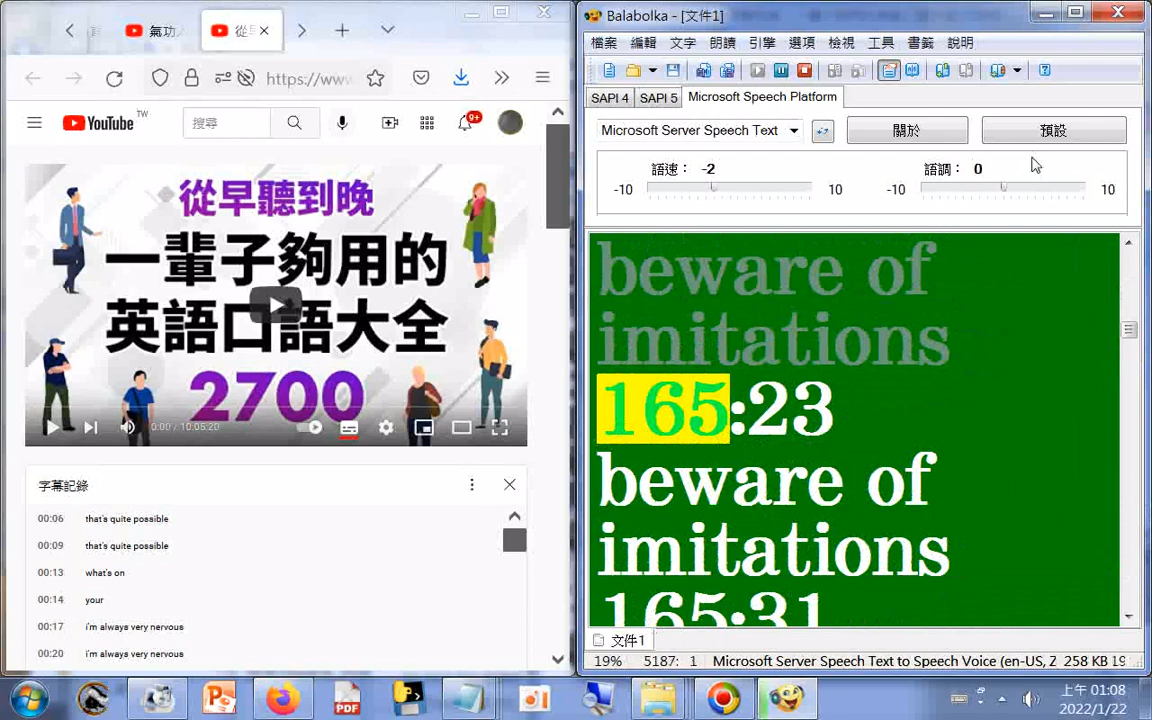 氣功
從
https://www
YouTube TW
搜尋
9+
從早聽到晚
一輩子夠用的
英語口語大全
2700
0:00 / 10:05:20
字幕記錄
00:06 that's quite possible
00:09 that's quite possible
00:13 what's on
00:14 your
00:17 i'm always very nervous
00:20 i'm always very nervous
Balabolka - [文件1]
檔案 編輯 文字 朗讀 引擎 選項 檢視 工具 書籤 說明
SAPI 4 SAPI 5 Microsoft Speech Platform
Microsoft Server Speech Text 關於 預設
語速： -2 語調： 0
-10 10 -10 10
beware of
imitations
165:23
beware of
imitations
165:31
文件1
19% 5187: 1 Microsoft Server Speech Text to Speech Voice (en-US, Z 258 KB 19
PDF
上午 01:08
2022/1/22